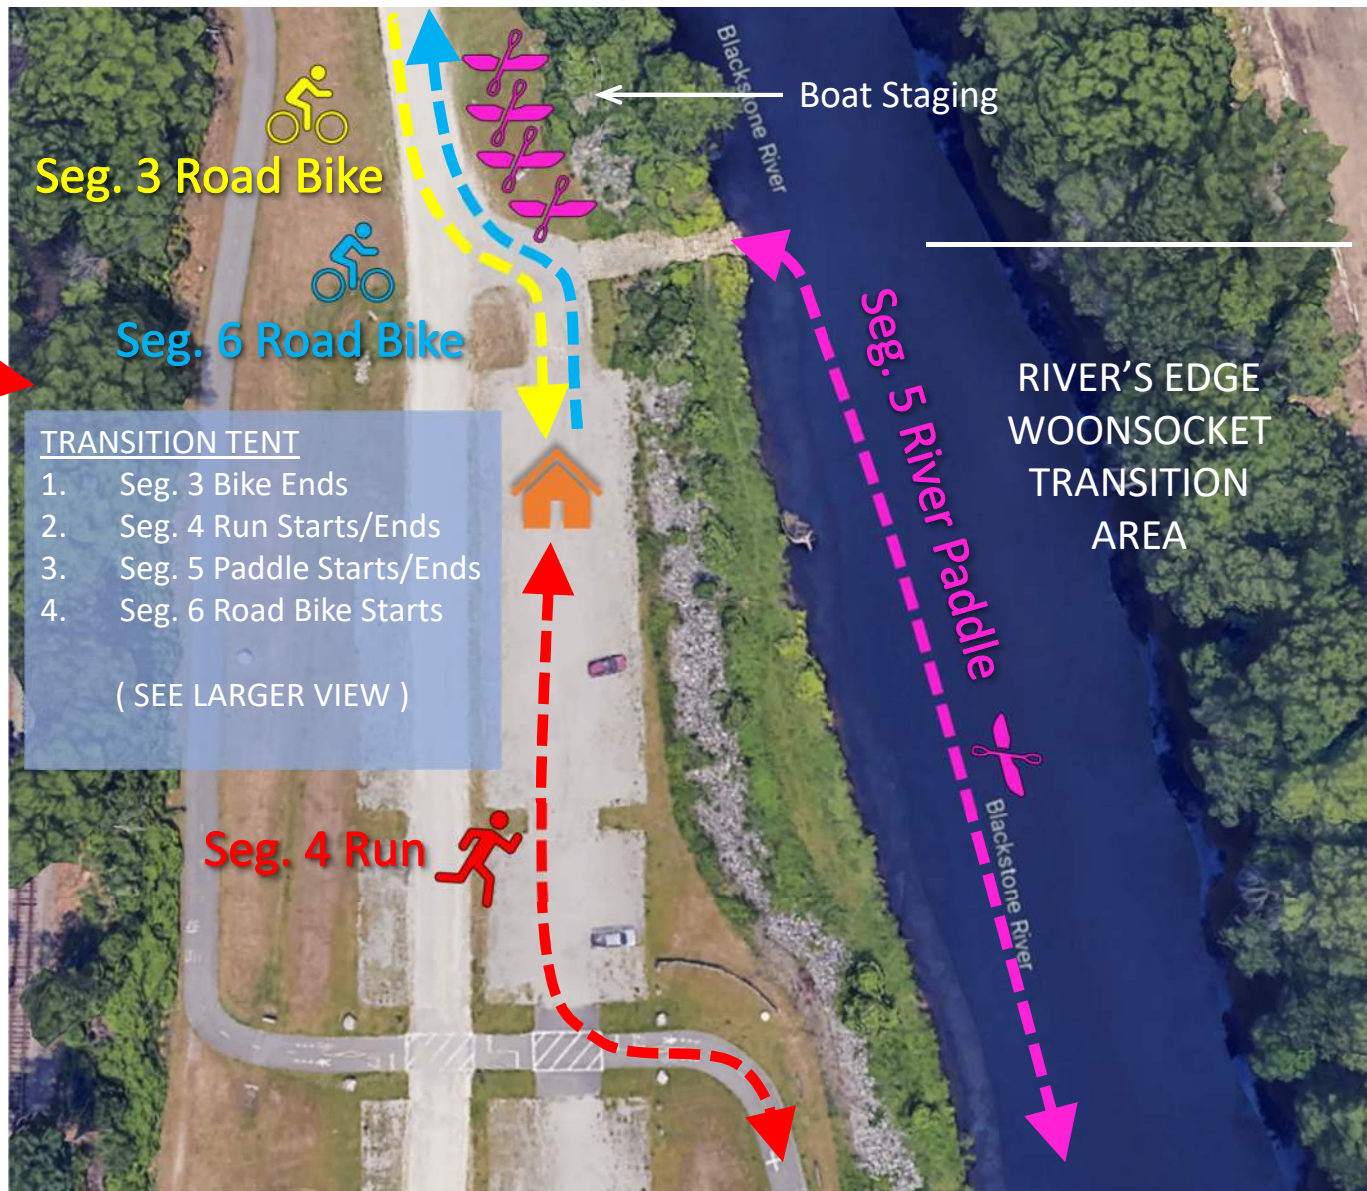 Blackstone River
Boat Staging
Seg. 3 Road Bike
Seg. 6 Road Bike
Seg. 5 River Paddle
RIVER’S EDGE
WOONSOCKET
TRANSITION
AREA
TRANSITION TENT
1. Seg. 3 Bike Ends
2. Seg. 4 Run Starts/Ends
3. Seg. 5 Paddle Starts/Ends
4. Seg. 6 Road Bike Starts
( SEE LARGER VIEW )
Seg. 4 Run
Blackstone River